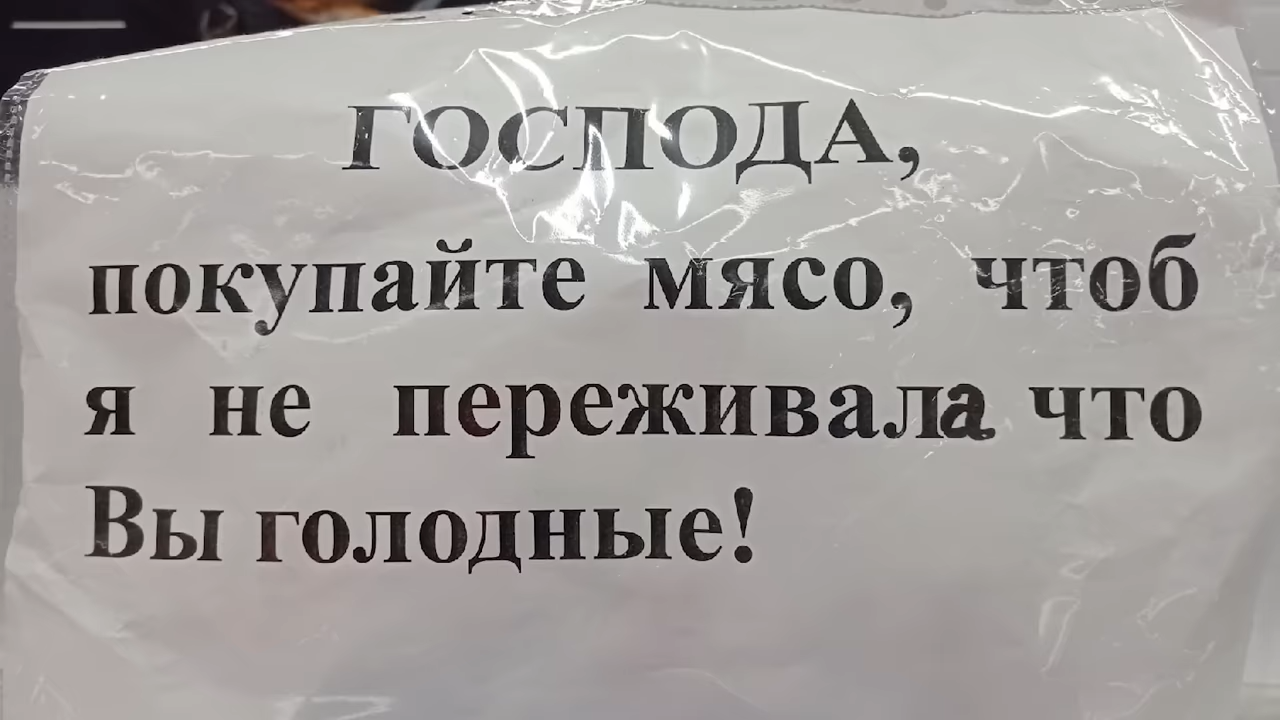 ГОСПОДА,
покупайте мясо, чтоб
я не переживала что
Вы голодные!